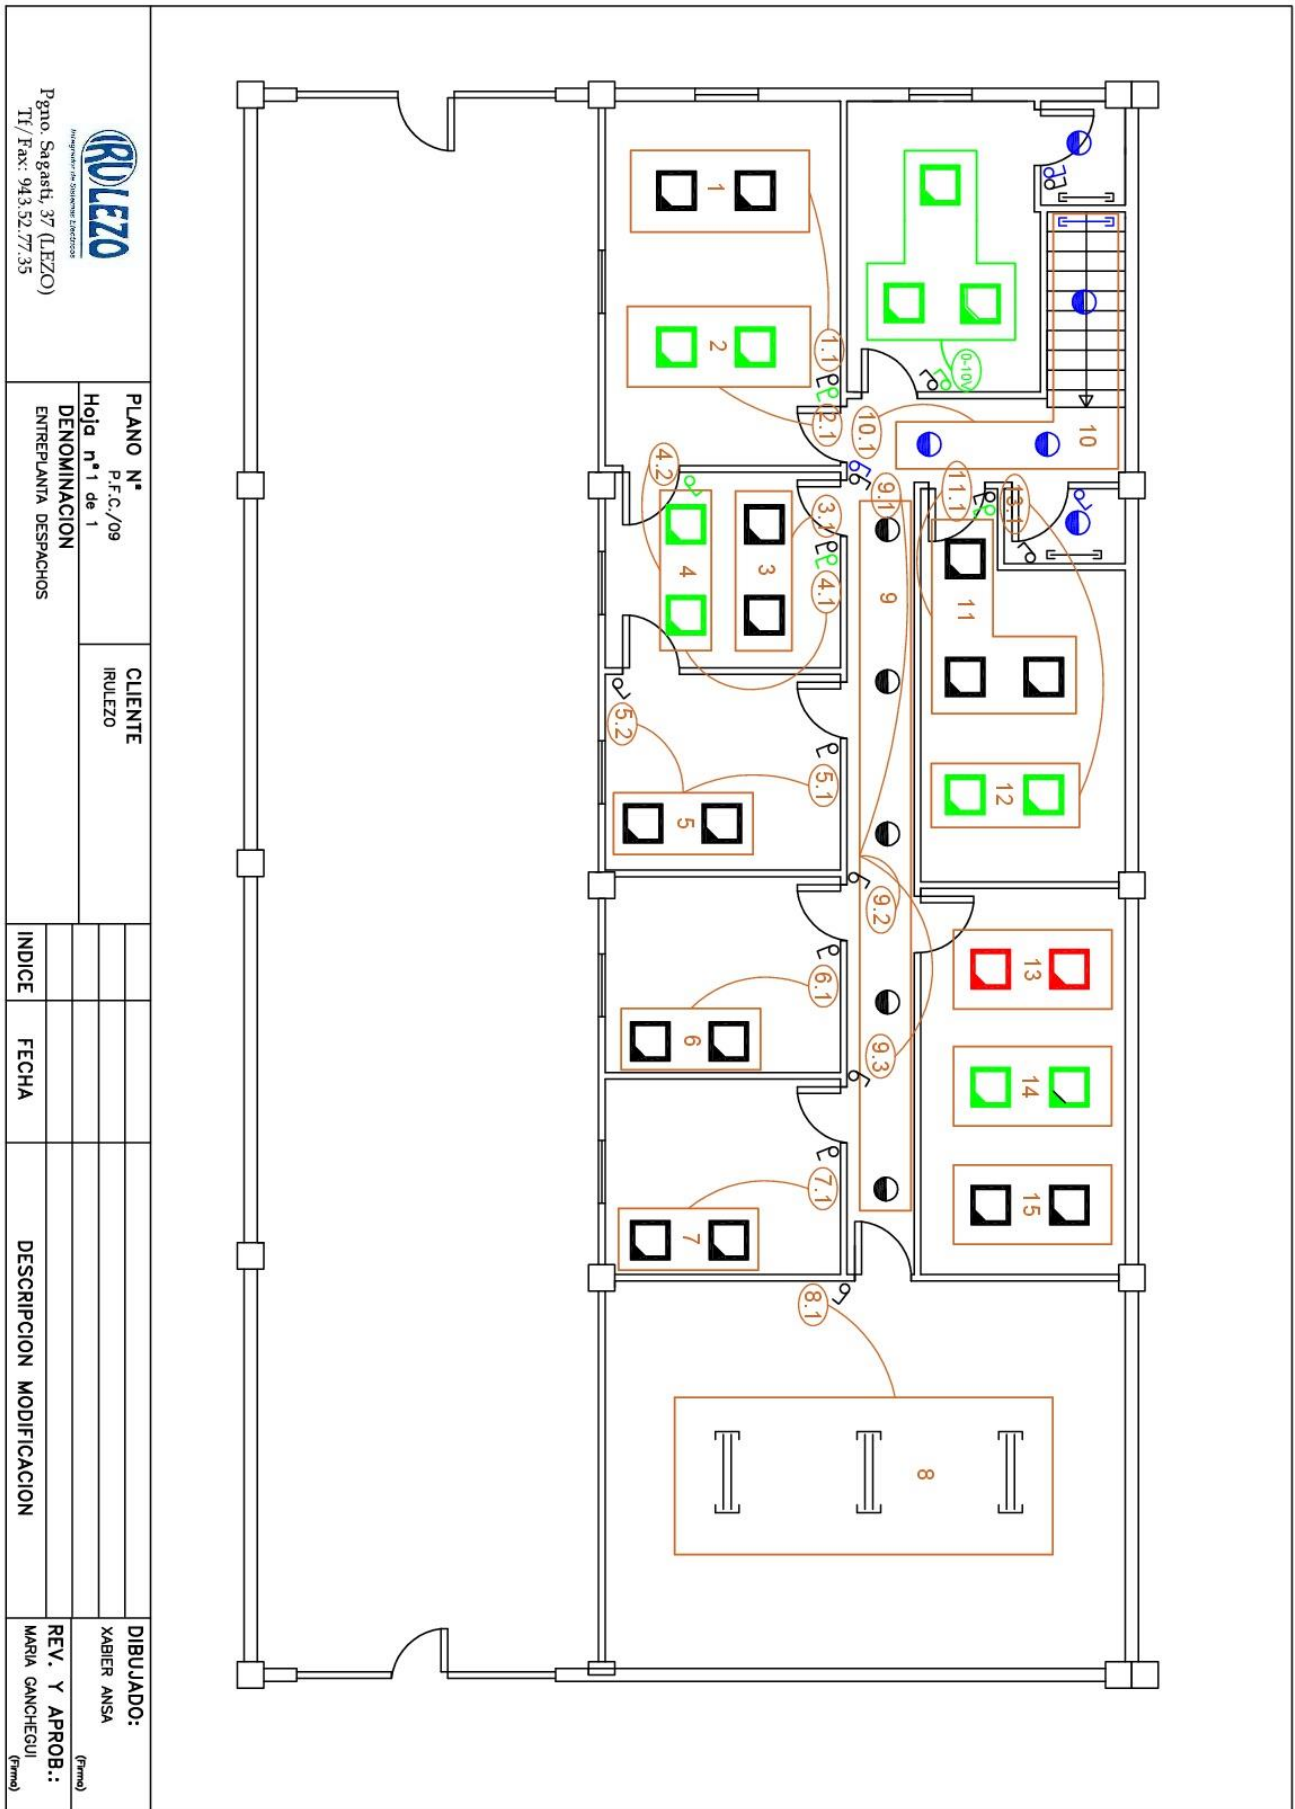 IRULEZO
Integrador de Sistemas Electricos
Pgno. Sagasti, 37 (LEZO)
Tf/Fax: 943.52.77.35
PLANO Nº
P.F.C./09
Hoja nº1 de 1
DENOMINACION
ENTREPLANTA DESPACHOS
CLIENTE
IRULEZO
INDICE
FECHA
DESCRIPCION MODIFICACION
DIBUJADO:
XABIER ANSA
(Firma)
REV. Y APROB.:
MARIA GANCHEGUI
(Firma)
1
2
1.1
2.1
0-10V
10
10.1
4.2
3.1
4.1
3
4
9.1
11.1
13.1
9
11
12
5.2
5.1
5
9.2
6.1
6
9.3
13
14
15
7.1
7
8.1
8